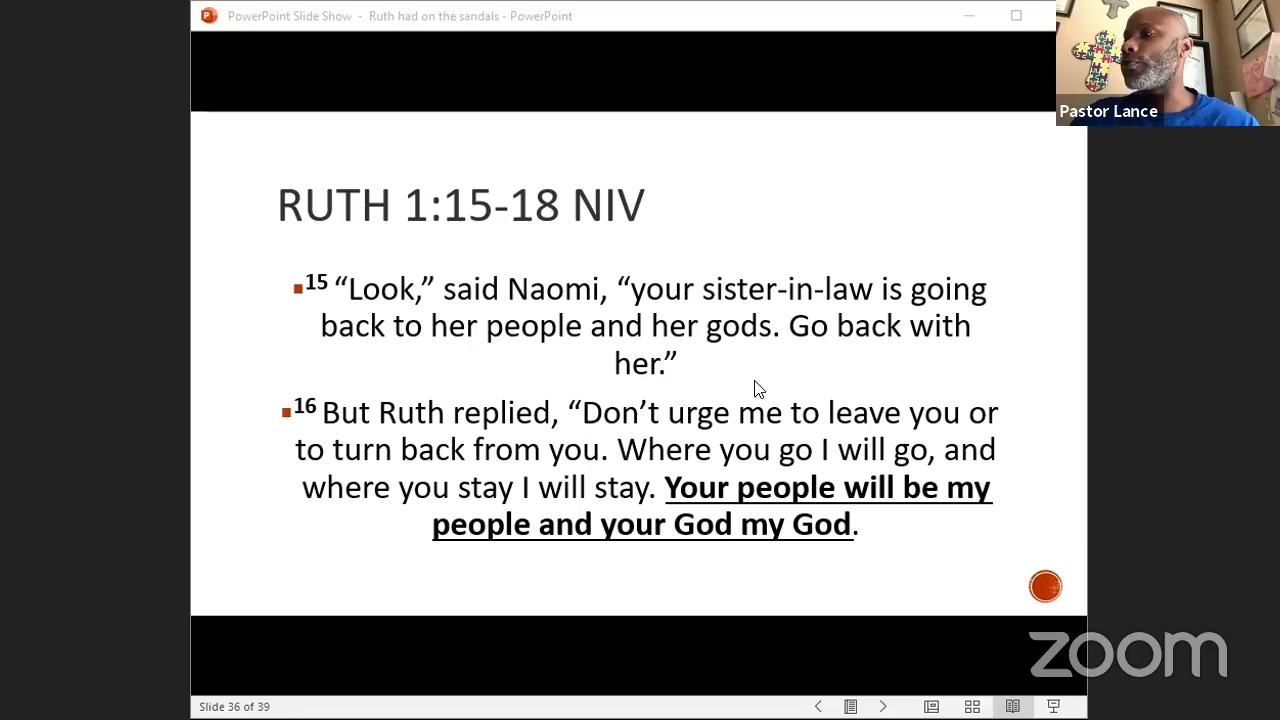 PowerPoint Slide Show - Ruth had on the sandals - PowerPoint
Pastor Lance
RUTH 1:15-18 NIV
15 “Look,” said Naomi, “your sister-in-law is going
back to her people and her gods. Go back with
her.”
16 But Ruth replied, “Don’t urge me to leave you or
to turn back from you. Where you go I will go, and
where you stay I will stay. Your people will be my
people and your God my God.
zoom
Slide 36 of 39